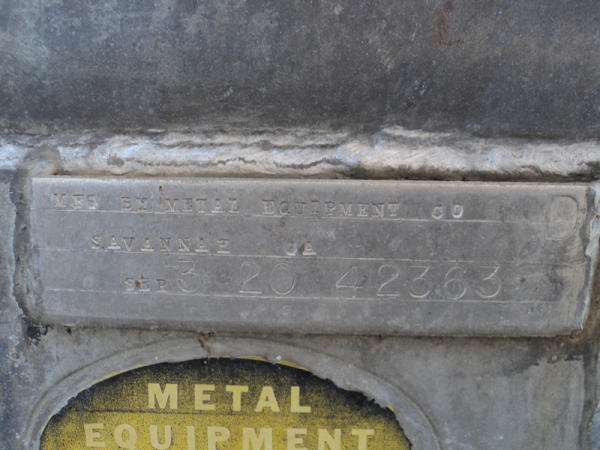 MFG BY METAL EQUIPMENT CO
SAVANNAH GA
SER 3 20 42363
METAL
EQUIPMENT